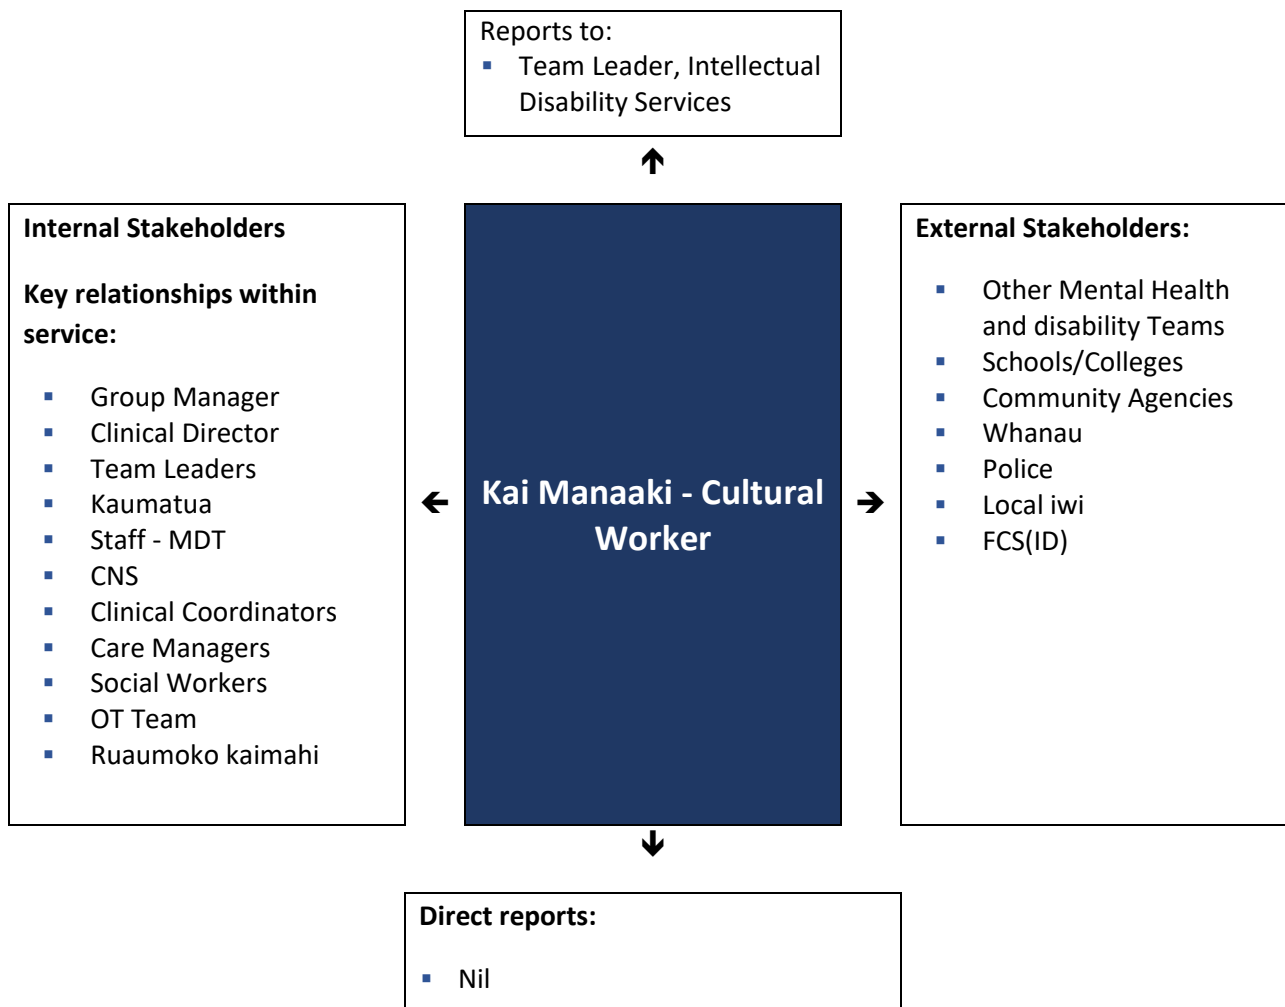 Reports to:
▪ Team Leader, Intellectual
Disability Services
Internal Stakeholders
Key relationships within
service:
▪ Group Manager
▪ Clinical Director
▪ Team Leaders
▪ Kaumatua
▪ Staff - MDT
▪ CNS
▪ Clinical Coordinators
▪ Care Managers
▪ Social Workers
▪ OT Team
▪ Ruaumoko kaimahi
Kai Manaaki - Cultural
Worker
External Stakeholders:
▪ Other Mental Health
and disability Teams
▪ Schools/Colleges
▪ Community Agencies
▪ Whanau
▪ Police
▪ Local iwi
▪ FCS(ID)
Direct reports:
▪ Nil